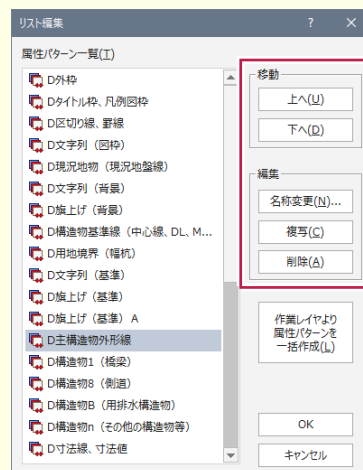 リスト編集
?
×
属性パターン一覧(T)
D外枠
Dタイトル枠、凡例図枠
D区切り線、罫線
D文字列（図枠）
D現況地物（現況地盤線）
D文字列（背景）
D旗上げ（背景）
D構造物基準線（中心線、DL、M...
D用地境界（幅杭）
D文字列（基準）
D旗上げ（基準）
D旗上げ（基準）A
D主構造物外形線
D構造物1（橋梁）
D構造物8（側道）
D構造物B（用排水構造物）
D構造物n（その他の構造物等）
D寸法線、寸法値
移動
上へ(U)
下へ(D)
編集
名称変更(N)...
複写(C)
削除(A)
作業レイヤより
属性パターンを
一括作成(L)
OK
キャンセル